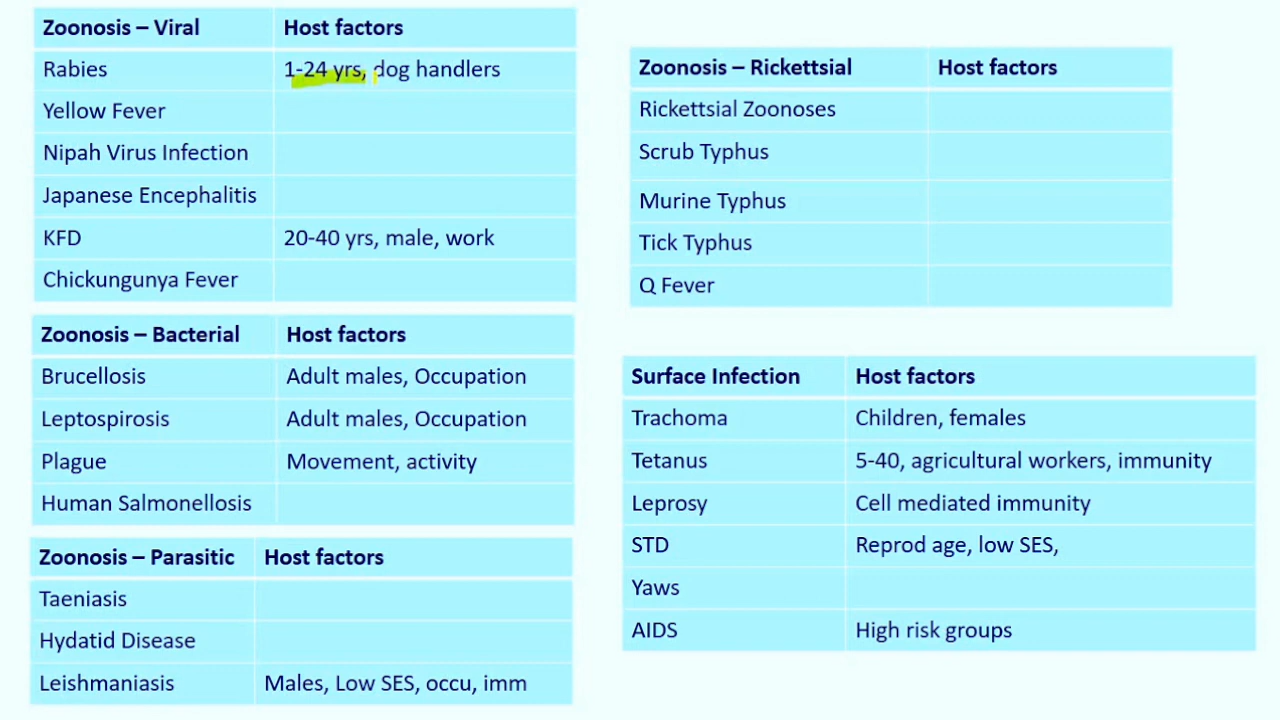 Zoonosis – Viral Host factors
Rabies 1-24 yrs, dog handlers
Yellow Fever
Nipah Virus Infection
Japanese Encephalitis
KFD 20-40 yrs, male, work
Chickungunya Fever
Zoonosis – Bacterial Host factors
Brucellosis Adult males, Occupation
Leptospirosis Adult males, Occupation
Plague Movement, activity
Human Salmonellosis
Zoonosis – Parasitic Host factors
Taeniasis
Hydatid Disease
Leishmaniasis Males, Low SES, occu, imm
Zoonosis – Rickettsial Host factors
Rickettsial Zoonoses
Scrub Typhus
Murine Typhus
Tick Typhus
Q Fever
Surface Infection Host factors
Trachoma Children, females
Tetanus 5-40, agricultural workers, immunity
Leprosy Cell mediated immunity
STD Reprod age, low SES,
Yaws
AIDS High risk groups